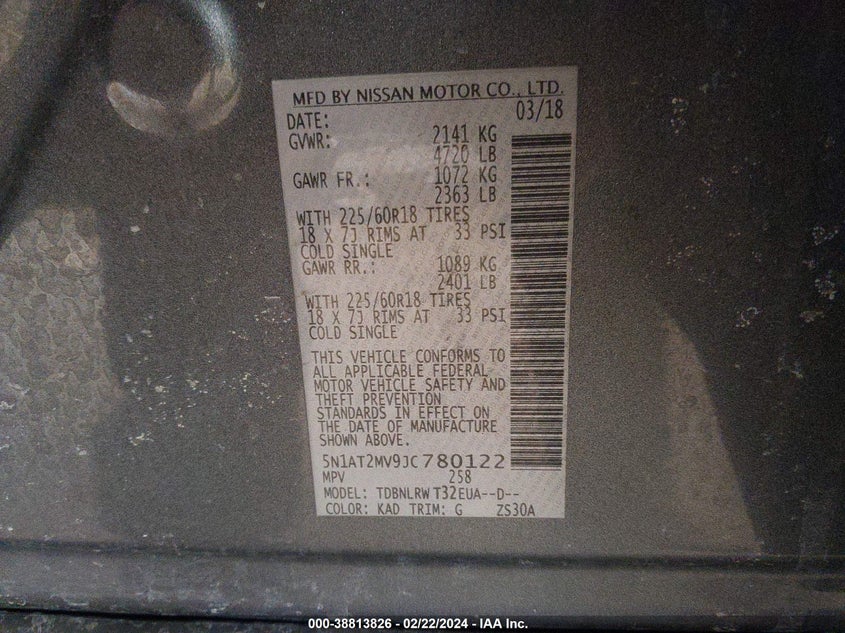 MFD BY NISSAN MOTOR CO., LTD.
DATE: 03/18
GVWR: 2141 KG
4720 LB
GAWR FR.: 1072 KG
2363 LB
WITH 225/60R18 TIRES
18 X 7J RIMS AT 33 PSI
COLD SINGLE
GAWR RR.: 1089 KG
2401 LB
WITH 225/60R18 TIRES
18 X 7J RIMS AT 33 PSI
COLD SINGLE
THIS VEHICLE CONFORMS TO
ALL APPLICABLE FEDERAL
MOTOR VEHICLE SAFETY AND
THEFT PREVENTION
STANDARDS IN EFFECT ON
THE DATE OF MANUFACTURE
SHOWN ABOVE.
5N1AT2MV9JC780122
MPV 258
MODEL: TDBNLRW T32EUA--D--
COLOR: KAD TRIM: G ZS30A
000-38813826 - 02/22/2024 - IAA Inc.